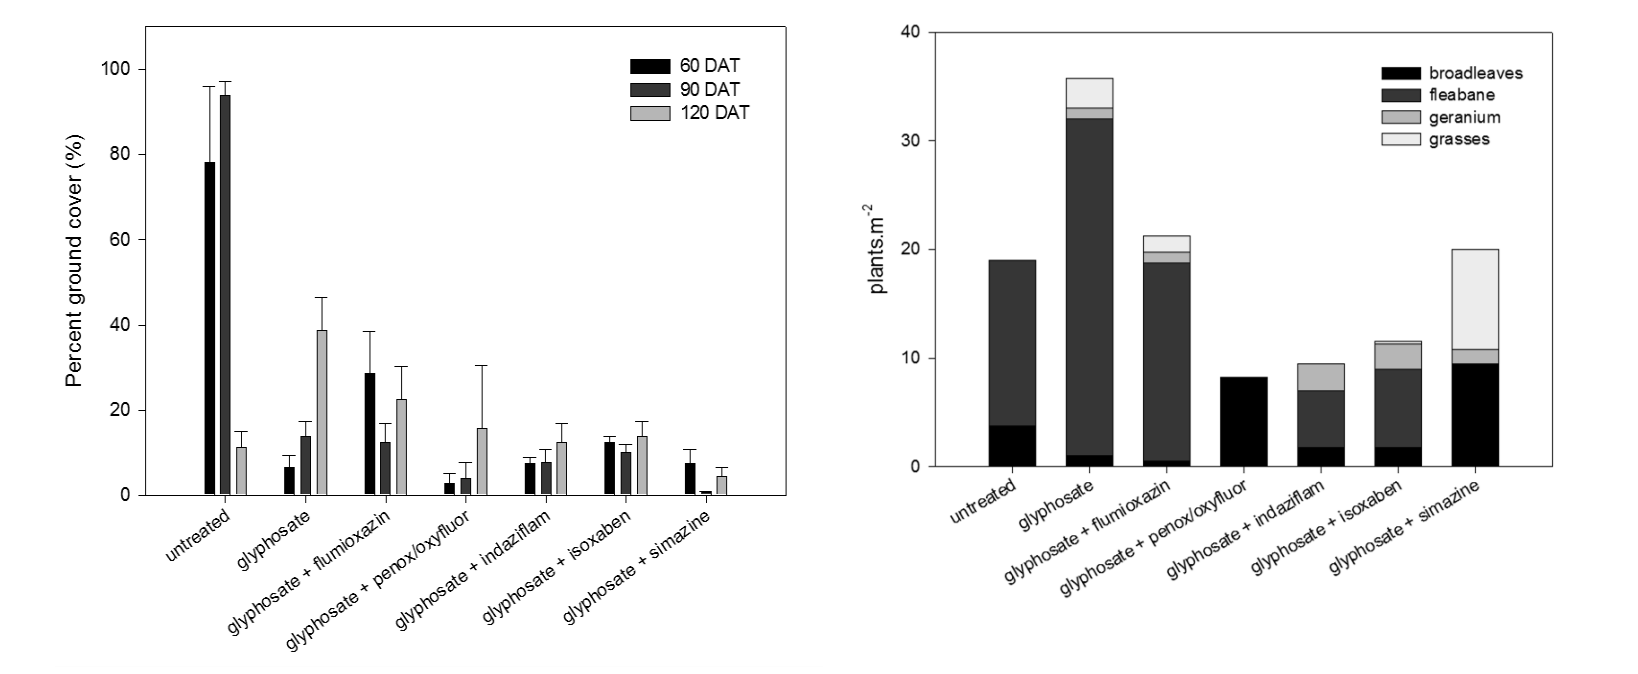 Percent ground cover (%)
100
80
60
40
20
0
60 DAT
90 DAT
120 DAT
untreated
glyphosate
glyphosate + flumioxazin
glyphosate + penox/oxyfluor
glyphosate + indaziflam
glyphosate + isoxaben
glyphosate + simazine
plants.m-2
40
30
20
10
0
broadleaves
fleabane
geranium
grasses
untreated
glyphosate
glyphosate + flumioxazin
glyphosate + penox/oxyfluor
glyphosate + indaziflam
glyphosate + isoxaben
glyphosate + simazine